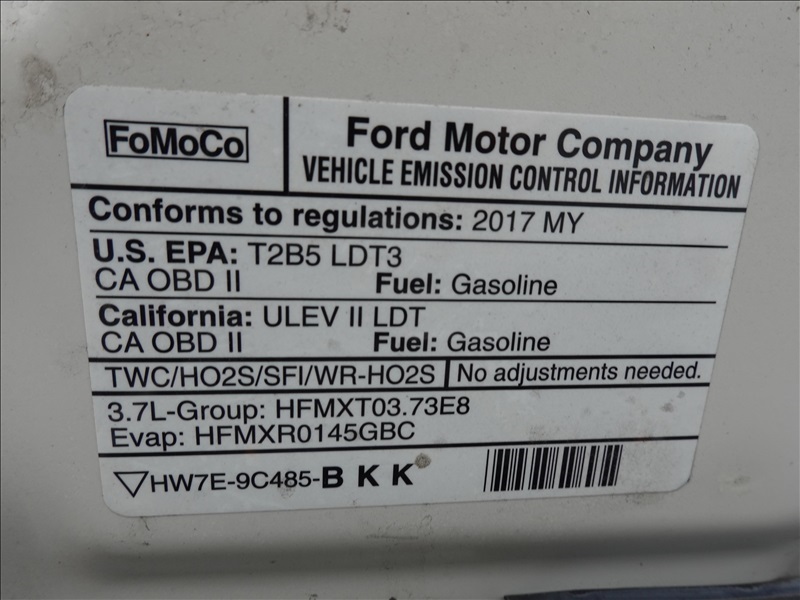 FoMoCo
Ford Motor Company
VEHICLE EMISSION CONTROL INFORMATION
Conforms to regulations: 2017 MY
U.S. EPA: T2B5 LDT3
CA OBD II Fuel: Gasoline
California: ULEV II LDT
CA OBD II Fuel: Gasoline
TWC/HO2S/SFI/WR-HO2S No adjustments needed.
3.7L-Group: HFMXT03.73E8
Evap: HFMXR0145GBC
HW7E-9C485-B K K